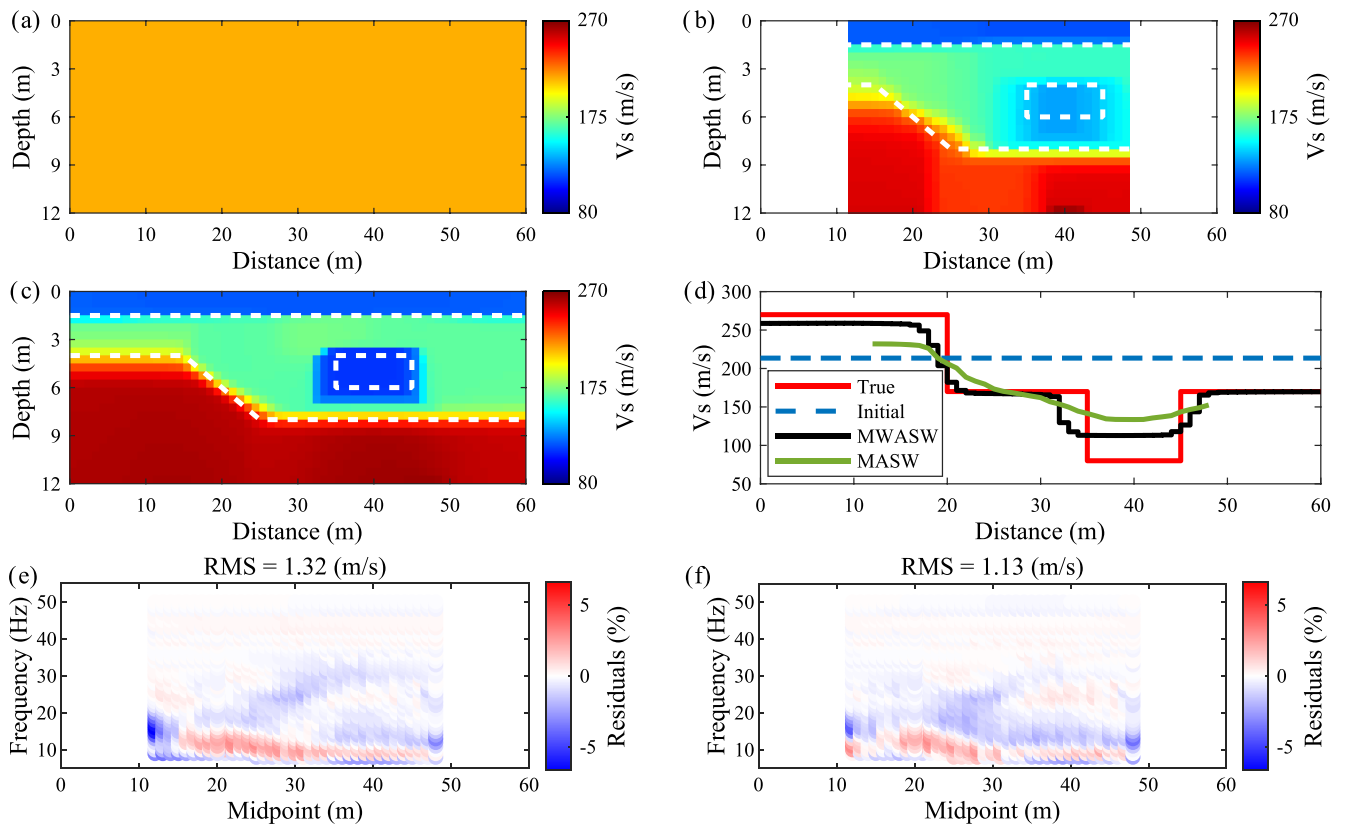 (a)
0
3
6
9
12
Depth (m)
0 10 20 30 40 50 60
Distance (m)
270
175
80
Vs (m/s)
(b)
0
3
6
9
12
Depth (m)
0 10 20 30 40 50 60
Distance (m)
270
175
80
Vs (m/s)
(c)
0
3
6
9
12
Depth (m)
0 10 20 30 40 50 60
Distance (m)
270
175
80
Vs (m/s)
(d)
300
250
200
150
100
50
Vs (m/s)
True
Initial
MWASW
MASW
0 10 20 30 40 50 60
Distance (m)
(e)
RMS = 1.32 (m/s)
50
40
30
20
10
Frequency (Hz)
0 10 20 30 40 50 60
Midpoint (m)
5
0
-5
Residuals (%)
(f)
RMS = 1.13 (m/s)
50
40
30
20
10
Frequency (Hz)
0 10 20 30 40 50 60
Midpoint (m)
5
0
-5
Residuals (%)